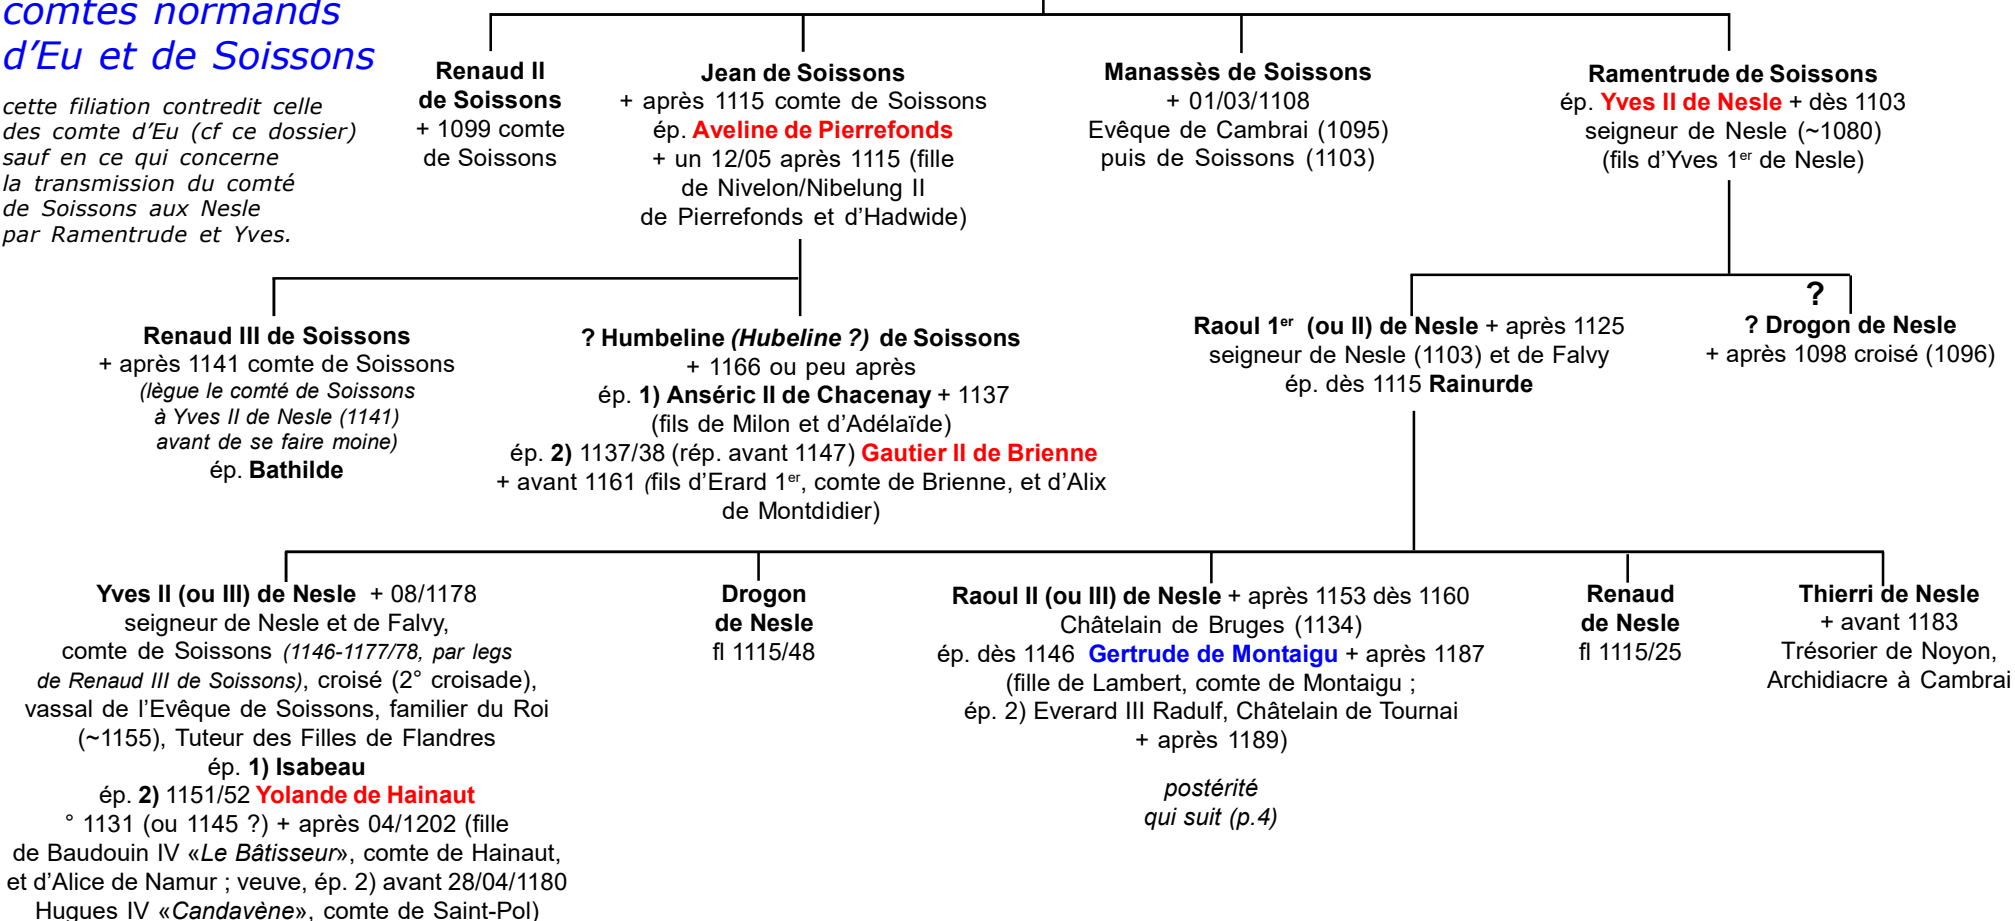 comtes normands
d'Eu et de Soissons
cette filiation contredit celle
des comte d'Eu (cf ce dossier)
sauf en ce qui concerne
la transmission du comté
de Soissons aux Nesle
par Ramentrude et Yves.
Renaud II
de Soissons
+ 1099 comte
de Soissons
Jean de Soissons
+ après 1115 comte de Soissons
ép. Aveline de Pierrefonds
+ un 12/05 après 1115 (fille
de Nivelon/Nibelung II
de Pierrefonds et d'Hadwide)
Manassès de Soissons
+ 01/03/1108
Evêque de Cambrai (1095)
puis de Soissons (1103)
Ramentrude de Soissons
ép. Yves II de Nesle + dès 1103
seigneur de Nesle (~1080)
(fils d'Yves 1er de Nesle)
Renaud III de Soissons
+ après 1141 comte de Soissons
(lègue le comté de Soissons
à Yves II de Nesle (1141)
avant de se faire moine)
ép. Bathilde
? Humbeline (Hubeline ?) de Soissons
+ 1166 ou peu après
ép. 1) Anséric II de Chacenay + 1137
(fils de Milon et d'Adélaïde)
ép. 2) 1137/38 (rép. avant 1147) Gautier II de Brienne
+ avant 1161 (fils d'Erard 1er, comte de Brienne, et d'Alix
de Montdidier)
Raoul 1er (ou II) de Nesle + après 1125
seigneur de Nesle (1103) et de Falvy
ép. dès 1115 Rainurde
?
? Drogon de Nesle
+ après 1098 croisé (1096)
Yves II (ou III) de Nesle + 08/1178
seigneur de Nesle et de Falvy,
comte de Soissons (1146-1177/78, par legs
de Renaud III de Soissons), croisé (2° croisade),
vassal de l'Evêque de Soissons, familier du Roi
(~1155), Tuteur des Filles de Flandres
ép. 1) Isabeau
ép. 2) 1151/52 Yolande de Hainaut
° 1131 (ou 1145 ?) + après 04/1202 (fille
de Baudouin IV «Le Bâtisseur», comte de Hainaut,
et d'Alice de Namur ; veuve, ép. 2) avant 28/04/1180
Hugues IV «Candavène», comte de Saint-Pol)
Drogon
de Nesle
fl 1115/48
Raoul II (ou III) de Nesle + après 1153 dès 1160
Châtelain de Bruges (1134)
ép. dès 1146 Gertrude de Montaigu + après 1187
(fille de Lambert, comte de Montaigu ;
ép. 2) Everard III Radulf, Châtelain de Tournai
+ après 1189)
postérité
qui suit (p.4)
Renaud
de Nesle
fl 1115/25
Thierri de Nesle
+ avant 1183
Trésorier de Noyon,
Archidiacre à Cambrai